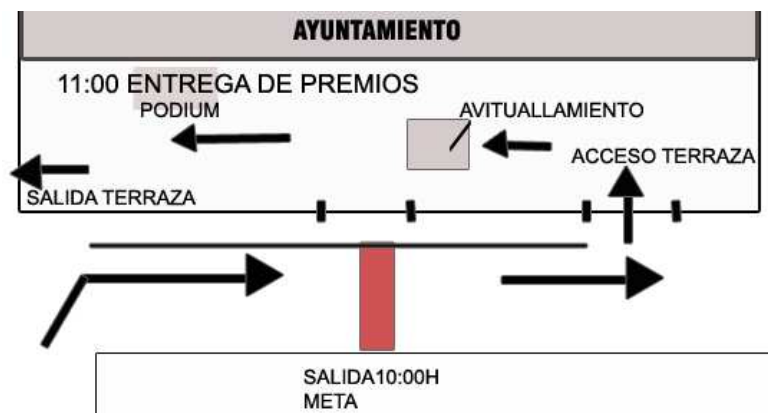 AYUNTAMIENTO
11:00 ENTREGA DE PREMIOS
PODIUM
AVITUALLAMIENTO
ACCESO TERRAZA
SALIDA TERRAZA
SALIDA10:00H
META